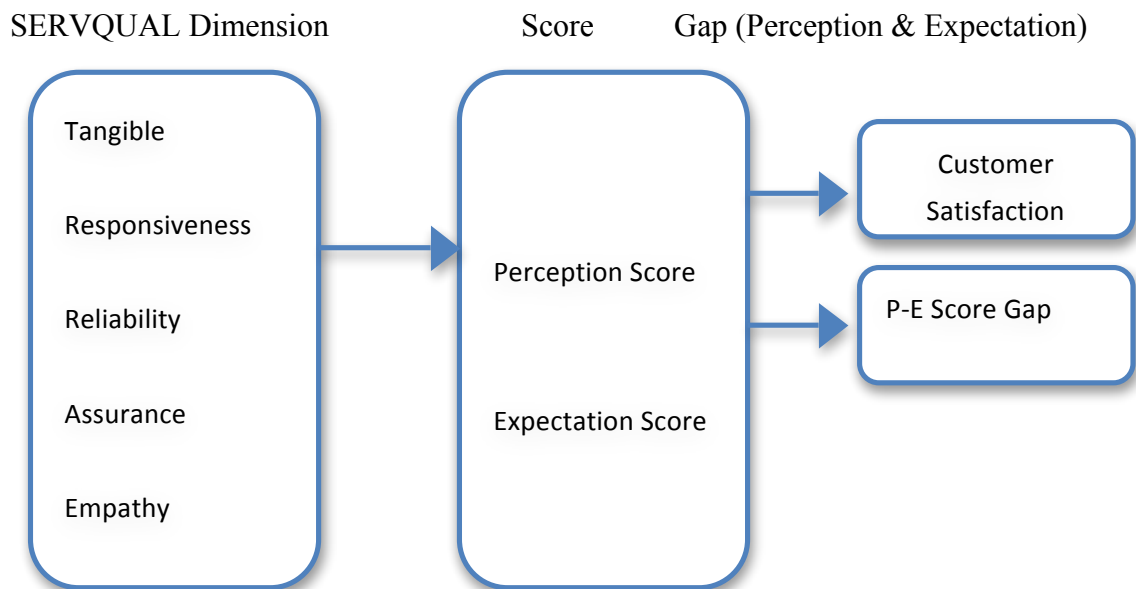 SERVQUAL Dimension Score Gap (Perception & Expectation)
Tangible
Responsiveness
Reliability
Assurance
Empathy
Perception Score
Expectation Score
Customer
Satisfaction
P-E Score Gap